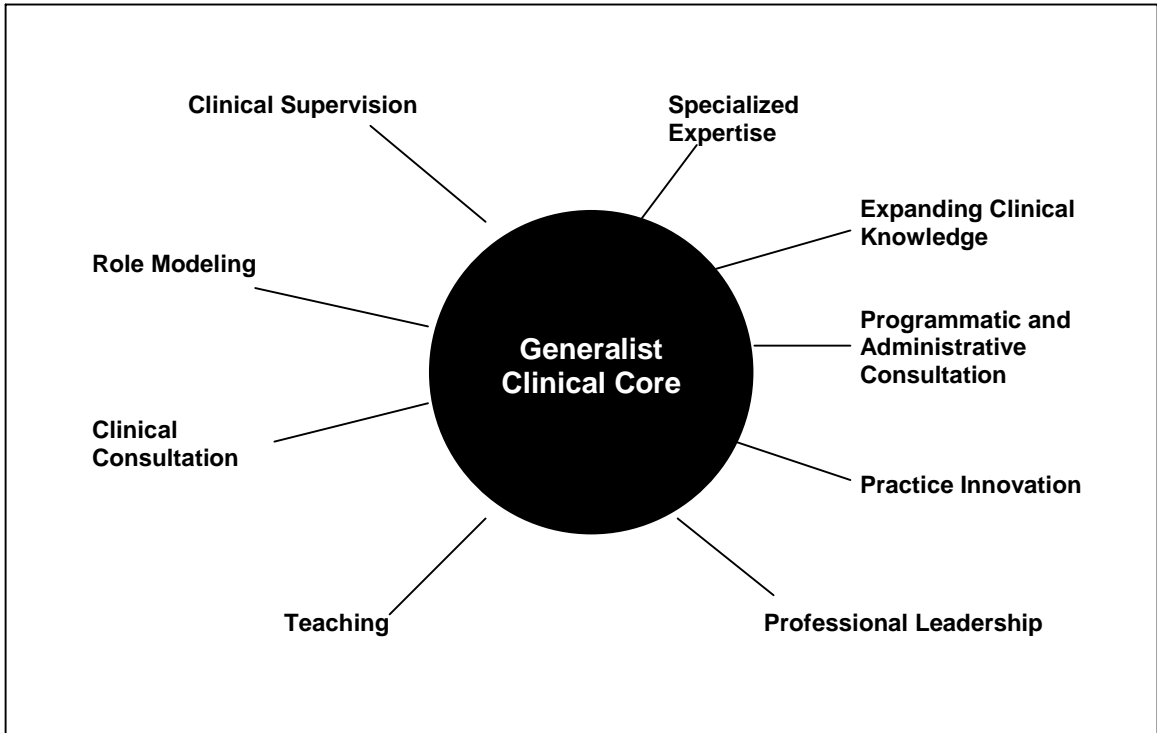 Clinical Supervision
Specialized
Expertise
Expanding Clinical
Knowledge
Role Modeling
Programmatic and
Administrative
Consultation
Generalist
Clinical Core
Clinical
Consultation
Practice Innovation
Teaching
Professional Leadership